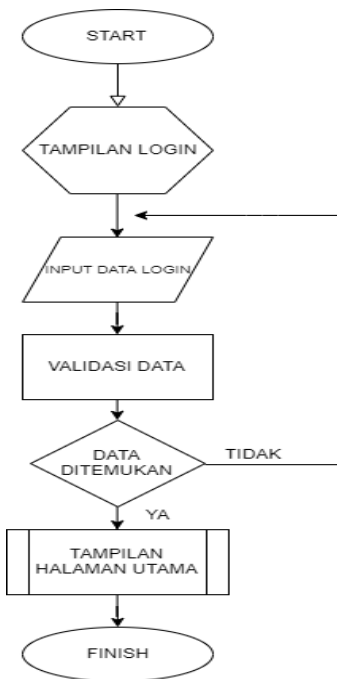 START
TAMPILAN LOGIN
INPUT DATA LOGIN
VALIDASI DATA
DATA
DITEMUKAN
TIDAK
YA
TAMPILAN
HALAMAN UTAMA
FINISH